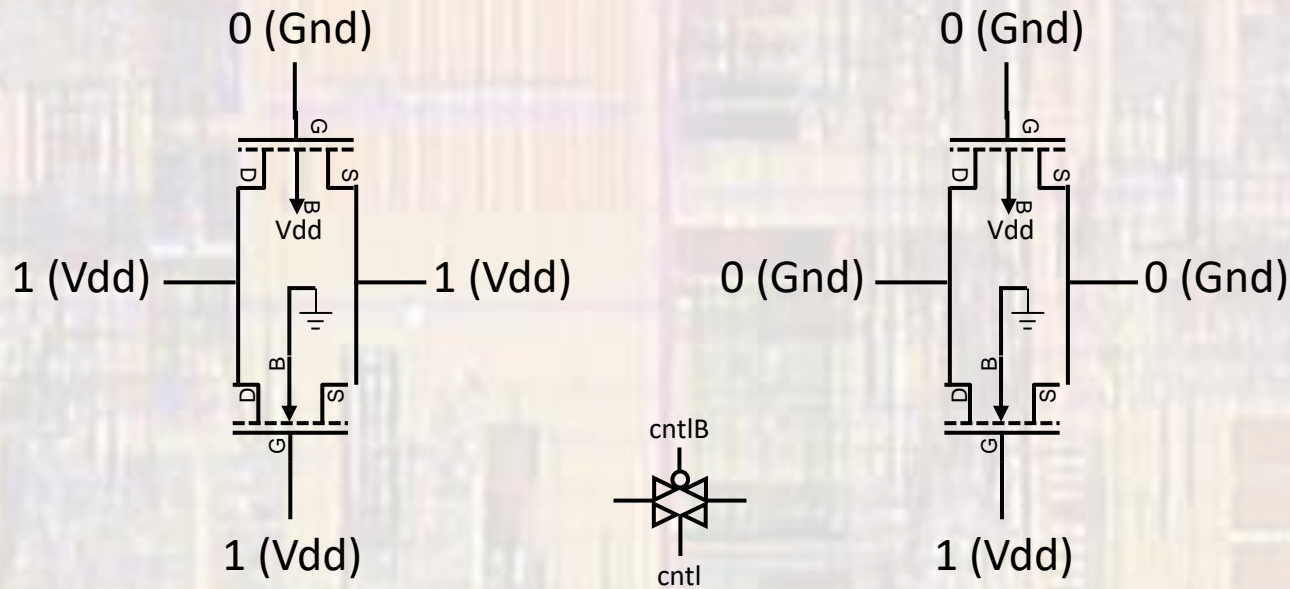 0 (Gnd)
G
D
S
B
Vdd
1 (Vdd)
1 (Vdd)
B
D
S
G
1 (Vdd)
cntlB
cntl
0 (Gnd)
G
D
S
B
Vdd
0 (Gnd)
0 (Gnd)
B
D
S
G
1 (Vdd)